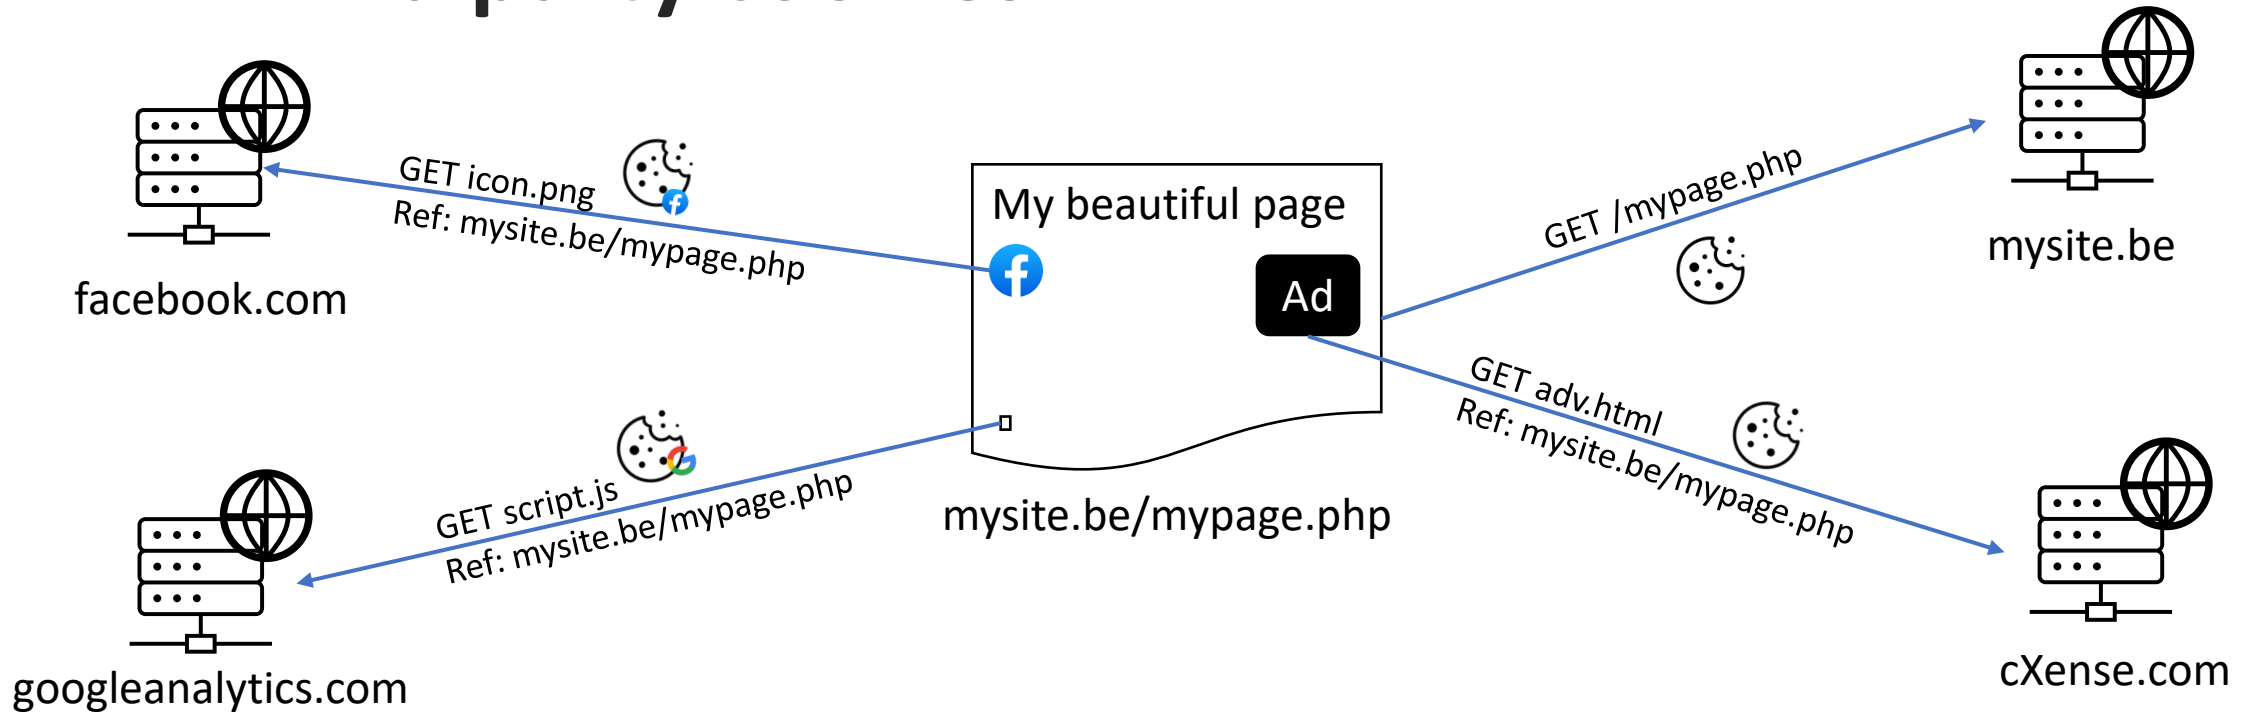 facebook.com
GET icon.png
Ref: mysite.be/mypage.php
My beautiful page
Ad
mysite.be/mypage.php
GET /mypage.php
mysite.be
GET script.js
Ref: mysite.be/mypage.php
googleanalytics.com
GET adv.html
Ref: mysite.be/mypage.php
cXense.com